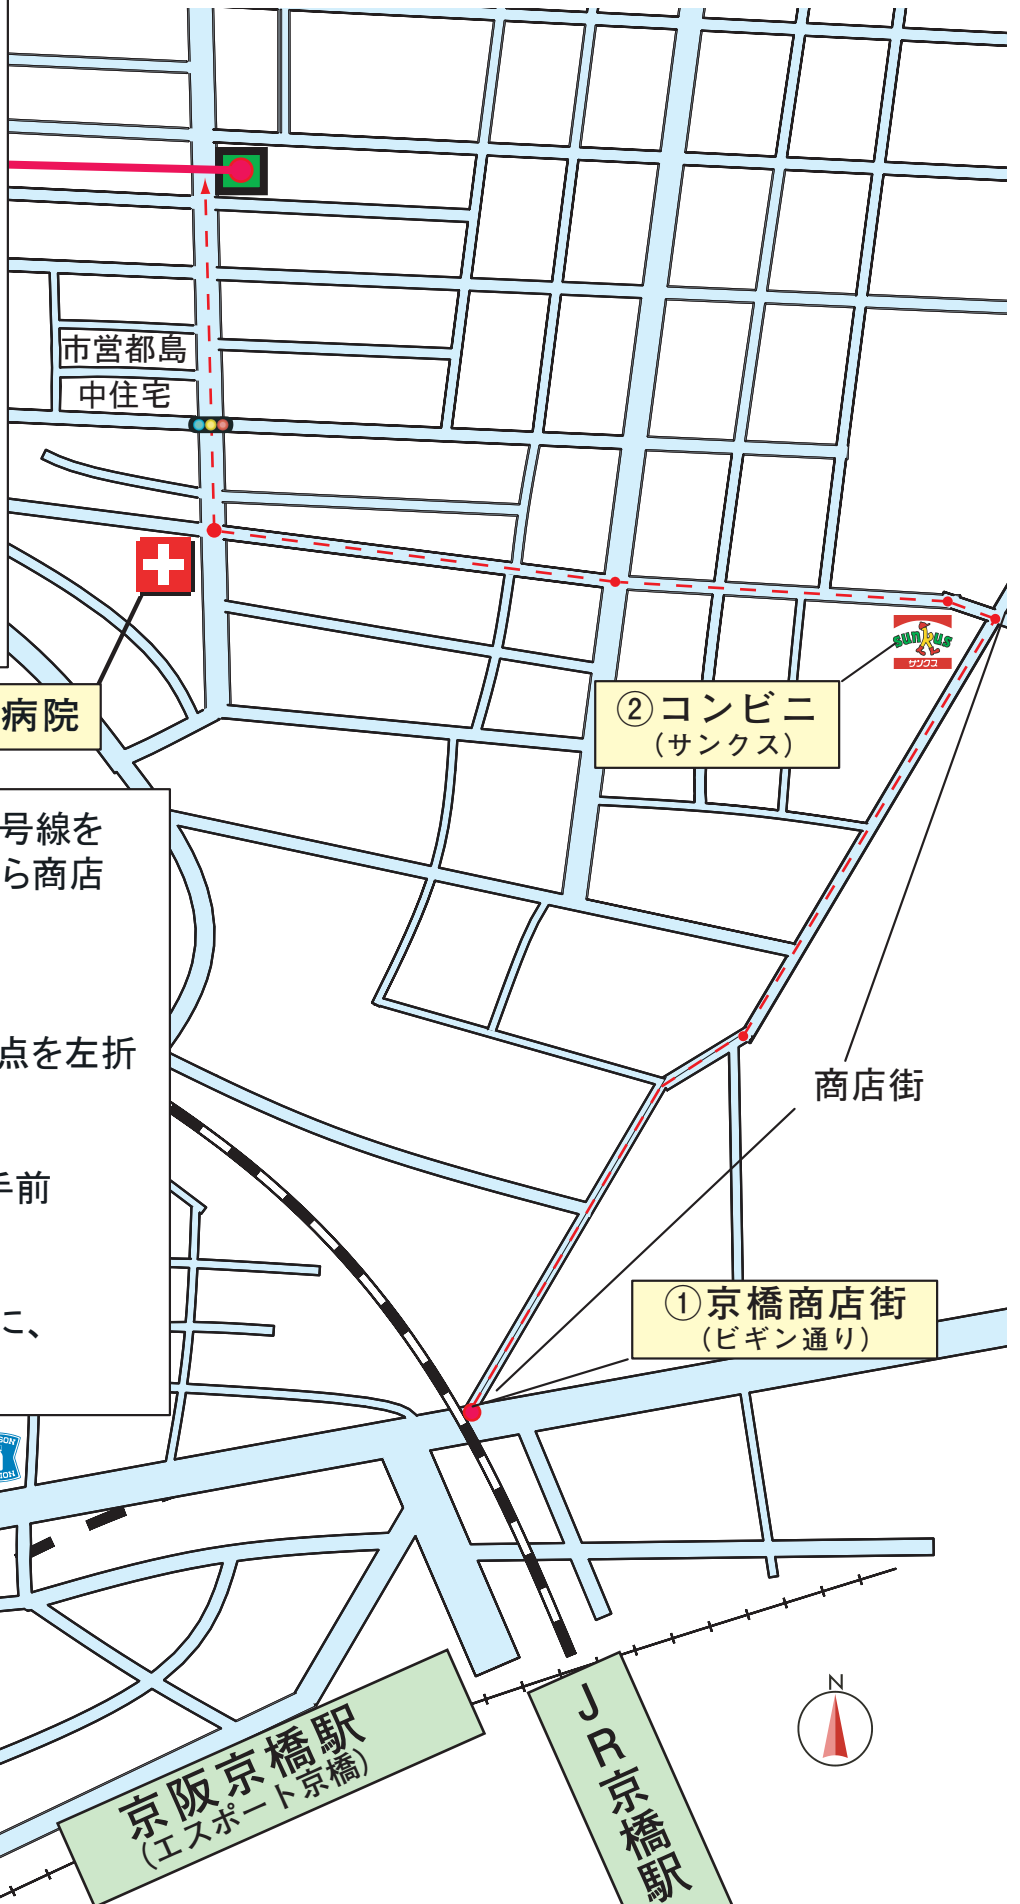 市営都島
中住宅
sunkus
サンクス
②コンビニ
(サンクス)
病院
号線を
ら商店
点を左折
商店街
手前
①京橋商店街
(ビギン通り)
に、
N
京阪京橋駅
(エスポート京橋)
JR京橋駅